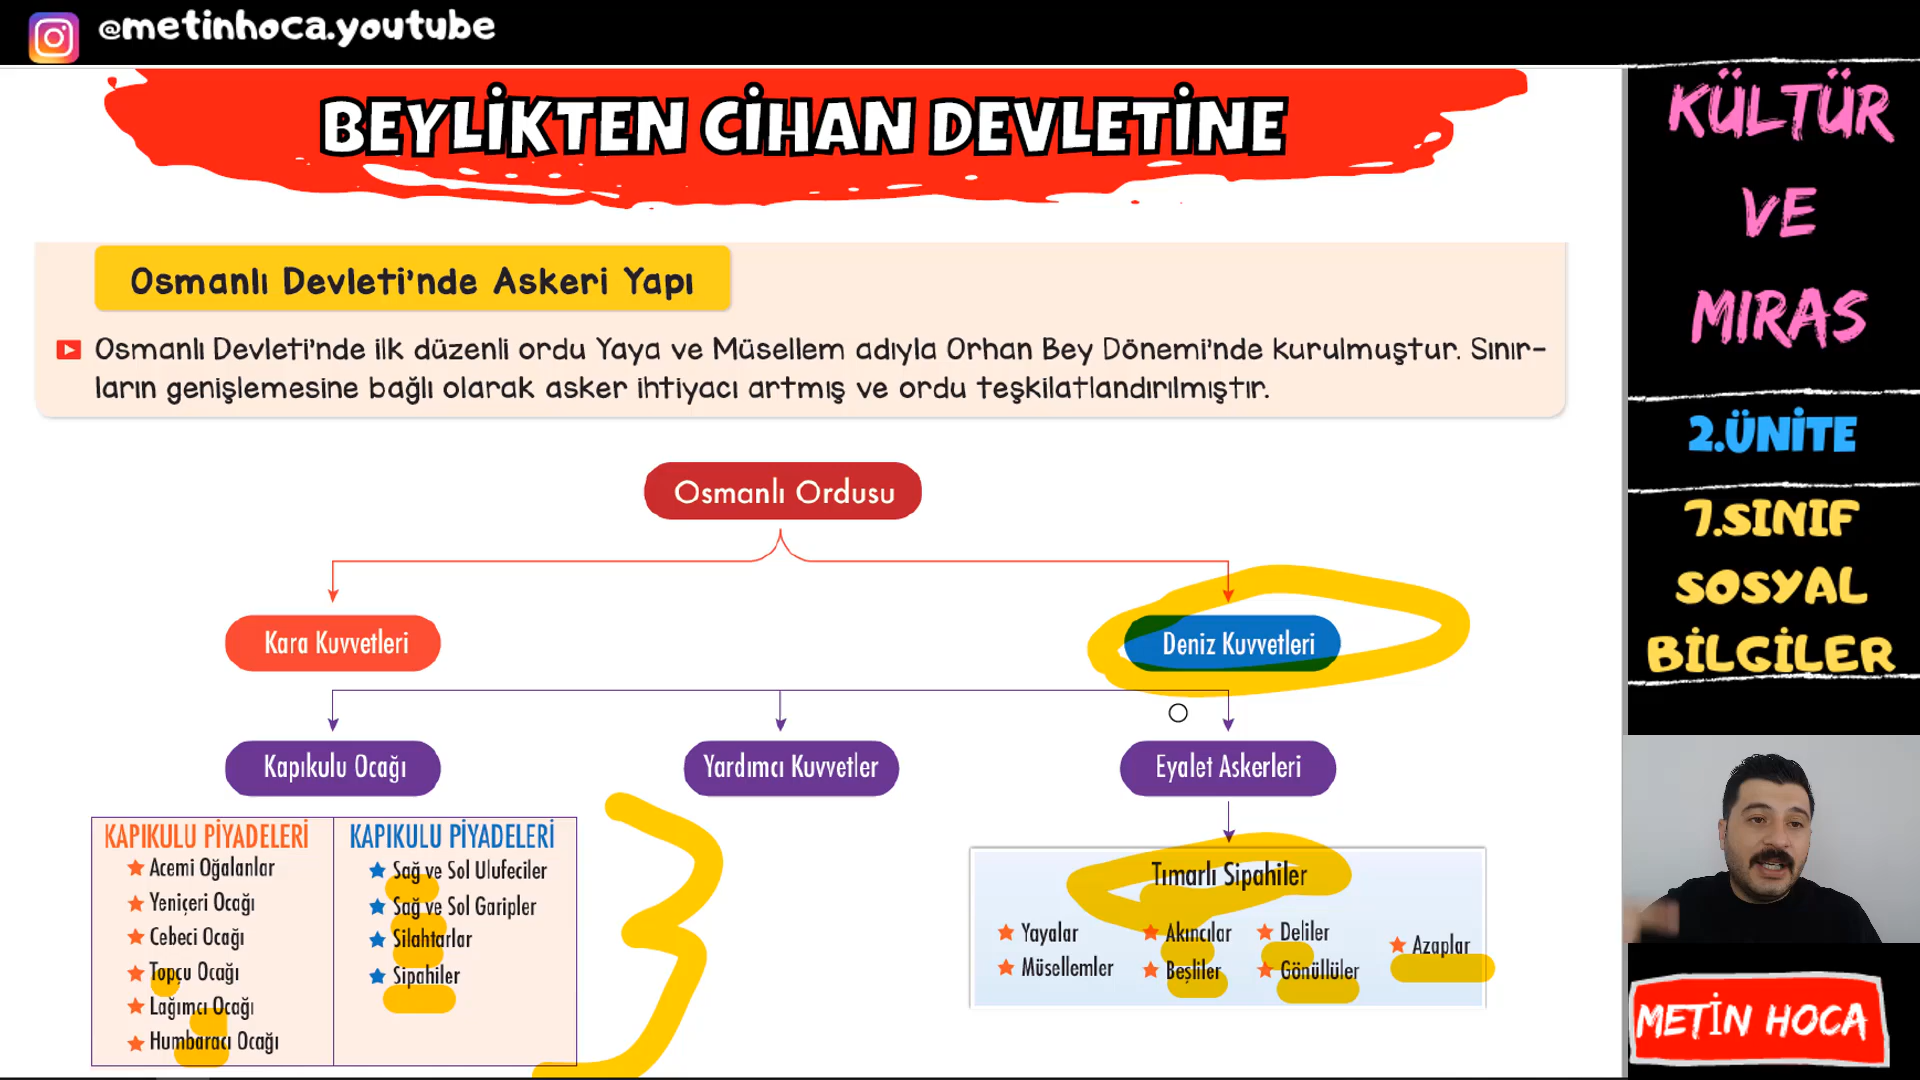 @metinhoca.youtube
BEYLİKTEN CİHAN DEVLETİNE
Osmanlı Devleti'nde Askeri Yapı
Osmanlı Devleti'nde ilk düzenli ordu Yaya ve Müsellem adıyla Orhan Bey Dönemi'nde kurulmuştur. Sınır-
ların genişlemesine bağlı olarak asker ihtiyacı artmış ve ordu teşkilatlandırılmıştır.
Osmanlı Ordusu
Kara Kuvvetleri
Deniz Kuvvetleri
Kapıkulu Ocağı
Yardımcı Kuvvetler
Eyalet Askerleri
KAPIKULU PİYADELERİ
Acemi Oğalanlar
Yeniçeri Ocağı
Cebeci Ocağı
Topçu Ocağı
Lağımcı Ocağı
Humbaracı Ocağı
KAPIKULU PİYADELERİ
Sağ ve Sol Ulufeciler
Sağ ve Sol Garipler
Silahtarlar
Sipahiler
Tımarlı Sipahiler
Yayalar
Müsellemler
Akıncılar
Beşliler
Deliler
Gönüllüler
Azaplar
KÜLTÜR
VE
MIRAS
2.ÜNİTE
7.SINIF
SOSYAL
BİLGİLER
METİN HOCA